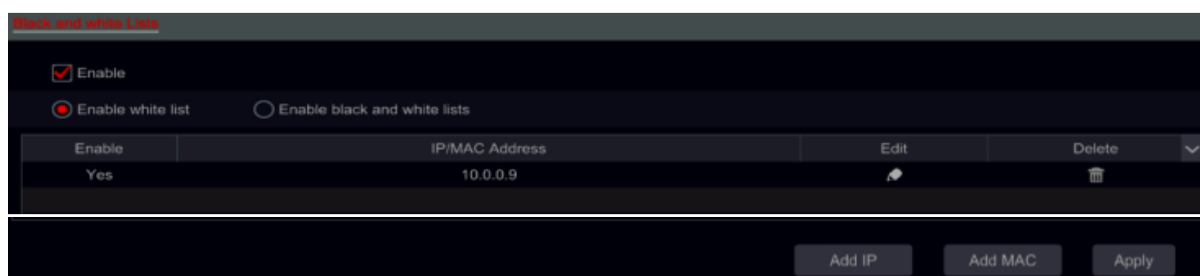 Black and white Lists
Enable
Enable white list Enable black and white lists
Enable IP/MAC Address Edit Delete
Yes 10.0.0.9
Add IP Add MAC Apply